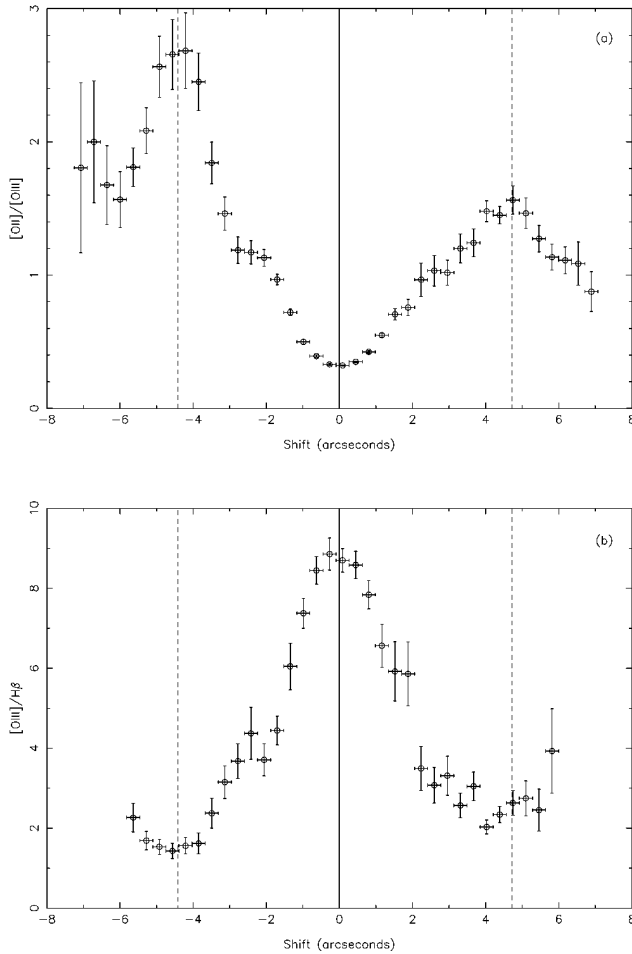 (a)
3
2
1
0
[OII]/[OIII]
−8 −6 −4 −2 0 2 4 6 8
Shift (arcseconds)
(b)
10
8
6
4
2
0
[OIII]/Hβ
−8 −6 −4 −2 0 2 4 6 8
Shift (arcseconds)